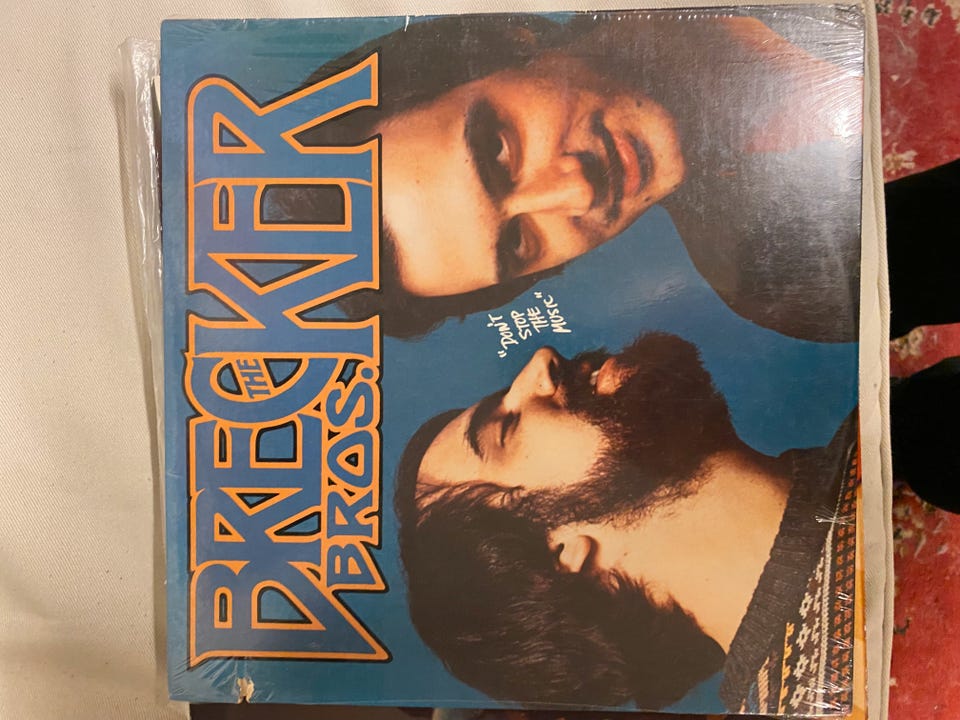 THE
BRECKER
BROS.
"DON'T
STOP
THE
MUSIC"